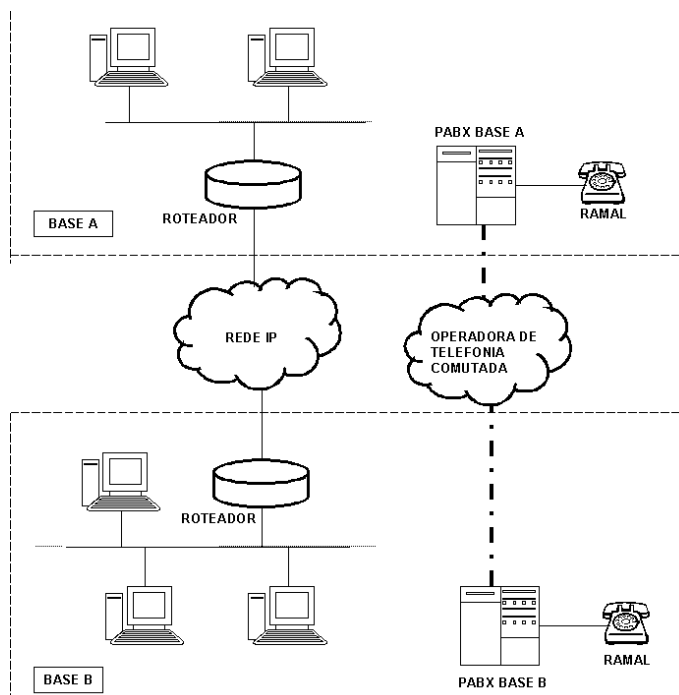 PABX BASE A
RAMAL
ROTEADOR
BASE A
REDE IP
OPERADORA DE
TELEFONIA
COMUTADA
ROTEADOR
RAMAL
BASE B
PABX BASE B